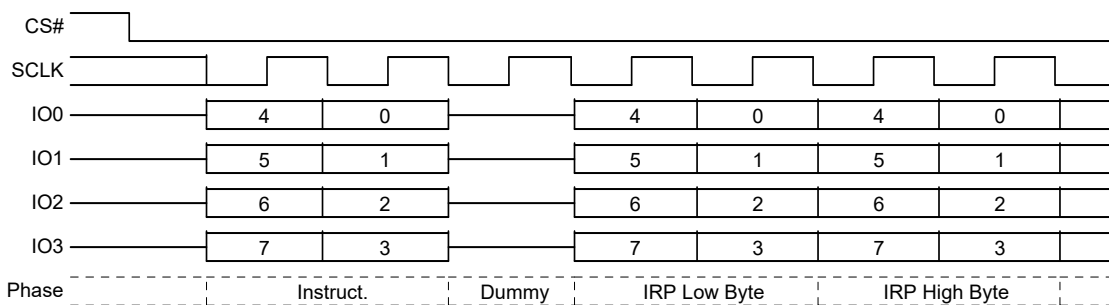 CS#
SCLK
IO0 4 0 4 0 4 0
IO1 5 1 5 1 5 1
IO2 6 2 6 2 6 2
IO3 7 3 7 3 7 3
Phase Instruct. Dummy IRP Low Byte IRP High Byte